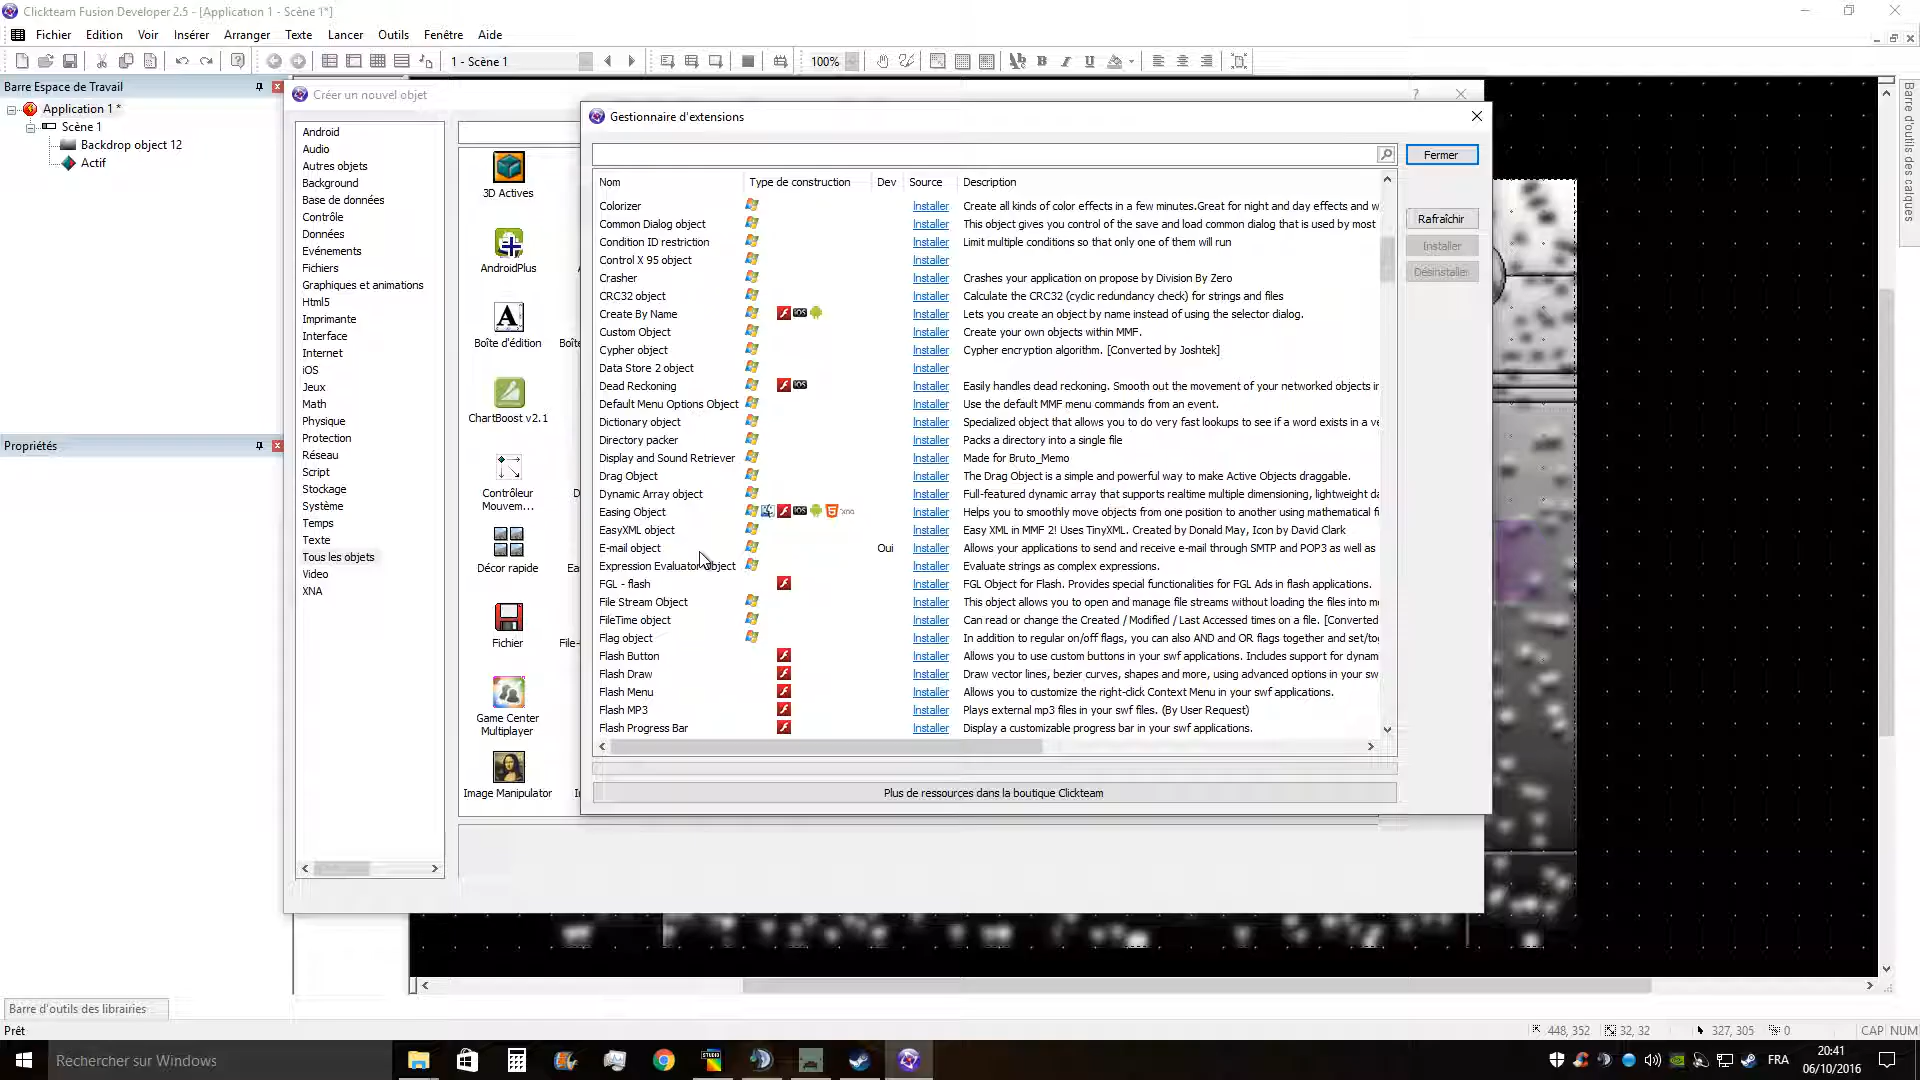 Clickteam Fusion Developer 2.5 - [Application 1 - Scène 1*]
Fichier Edition Voir Insérer Arranger Texte Lancer Outils Fenêtre Aide
1 - Scène 1
100%
Barre Espace de Travail
Application 1 *
Scène 1
Backdrop object 12
Actif
Propriétés
Créer un nouvel objet
Android
Audio
Autres objets
Background
Base de données
Contrôle
Données
Evénements
Fichiers
Graphiques et animations
Html5
Imprimante
Interface
Internet
iOS
Jeux
Math
Physique
Protection
Réseau
Script
Stockage
Système
Temps
Texte
Tous les objets
Video
XNA
3D Actives
AndroidPlus
Boîte d'édition
ChartBoost v2.1
Contrôleur
Mouvem...
Décor rapide
Fichier
Game Center
Multiplayer
Image Manipulator
Gestionnaire d'extensions
Fermer
Rafraîchir
Installer
Désinstaller
Nom Type de construction Dev Source Description
Colorizer Installer Create all kinds of color effects in a few minutes.Great for night and day effects and w
Common Dialog object Installer This object gives you control of the save and load common dialog that is used by most
Condition ID restriction Installer Limit multiple conditions so that only one of them will run
Control X 95 object Installer
Crasher Installer Crashes your application on propose by Division By Zero
CRC32 object Installer Calculate the CRC32 (cyclic redundancy check) for strings and files
Create By Name iOS Installer Lets you create an object by name instead of using the selector dialog.
Custom Object Installer Create your own objects within MMF.
Cypher object Installer Cypher encryption algorithm. [Converted by Joshtek]
Data Store 2 object Installer
Dead Reckoning iOS Installer Easily handles dead reckoning. Smooth out the movement of your networked objects ir
Default Menu Options Object Installer Use the default MMF menu commands from an event.
Dictionary object Installer Specialized object that allows you to do very fast lookups to see if a word exists in a ve
Directory packer Installer Packs a directory into a single file
Display and Sound Retriever Installer Made for Bruto_Memo
Drag Object Installer The Drag Object is a simple and powerful way to make Active Objects draggable.
Dynamic Array object Installer Full-featured dynamic array that supports realtime multiple dimensioning, lightweight da
Easing Object iOS xna Installer Helps you to smoothly move objects from one position to another using mathematical f
EasyXML object Installer Easy XML in MMF 2! Uses TinyXML. Created by Donald May, Icon by David Clark
E-mail object Oui Installer Allows your applications to send and receive e-mail through SMTP and POP3 as well as
Expression Evaluator Object Installer Evaluate strings as complex expressions.
FGL - flash Installer FGL Object for Flash. Provides special functionalities for FGL Ads in flash applications.
File Stream Object Installer This object allows you to open and manage file streams without loading the files into me
FileTime object Installer Can read or change the Created / Modified / Last Accessed times on a file. [Converted
Flag object Installer In addition to regular on/off flags, you can also AND and OR flags together and set/tog
Flash Button Installer Allows you to use custom buttons in your swf applications. Includes support for dynam
Flash Draw Installer Draw vector lines, bezier curves, shapes and more, using advanced options in your sw
Flash Menu Installer Allows you to customize the right-click Context Menu in your swf applications.
Flash MP3 Installer Plays external mp3 files in your swf files. (By User Request)
Flash Progress Bar Installer Display a customizable progress bar in your swf applications.
Plus de ressources dans la boutique Clickteam
Barre d'outils des calques
Barre d'outils des librairies
Prêt
448, 352 32, 32 327, 305 0 CAP NUM
Rechercher sur Windows
STUDIO
FRA
20:41
06/10/2016